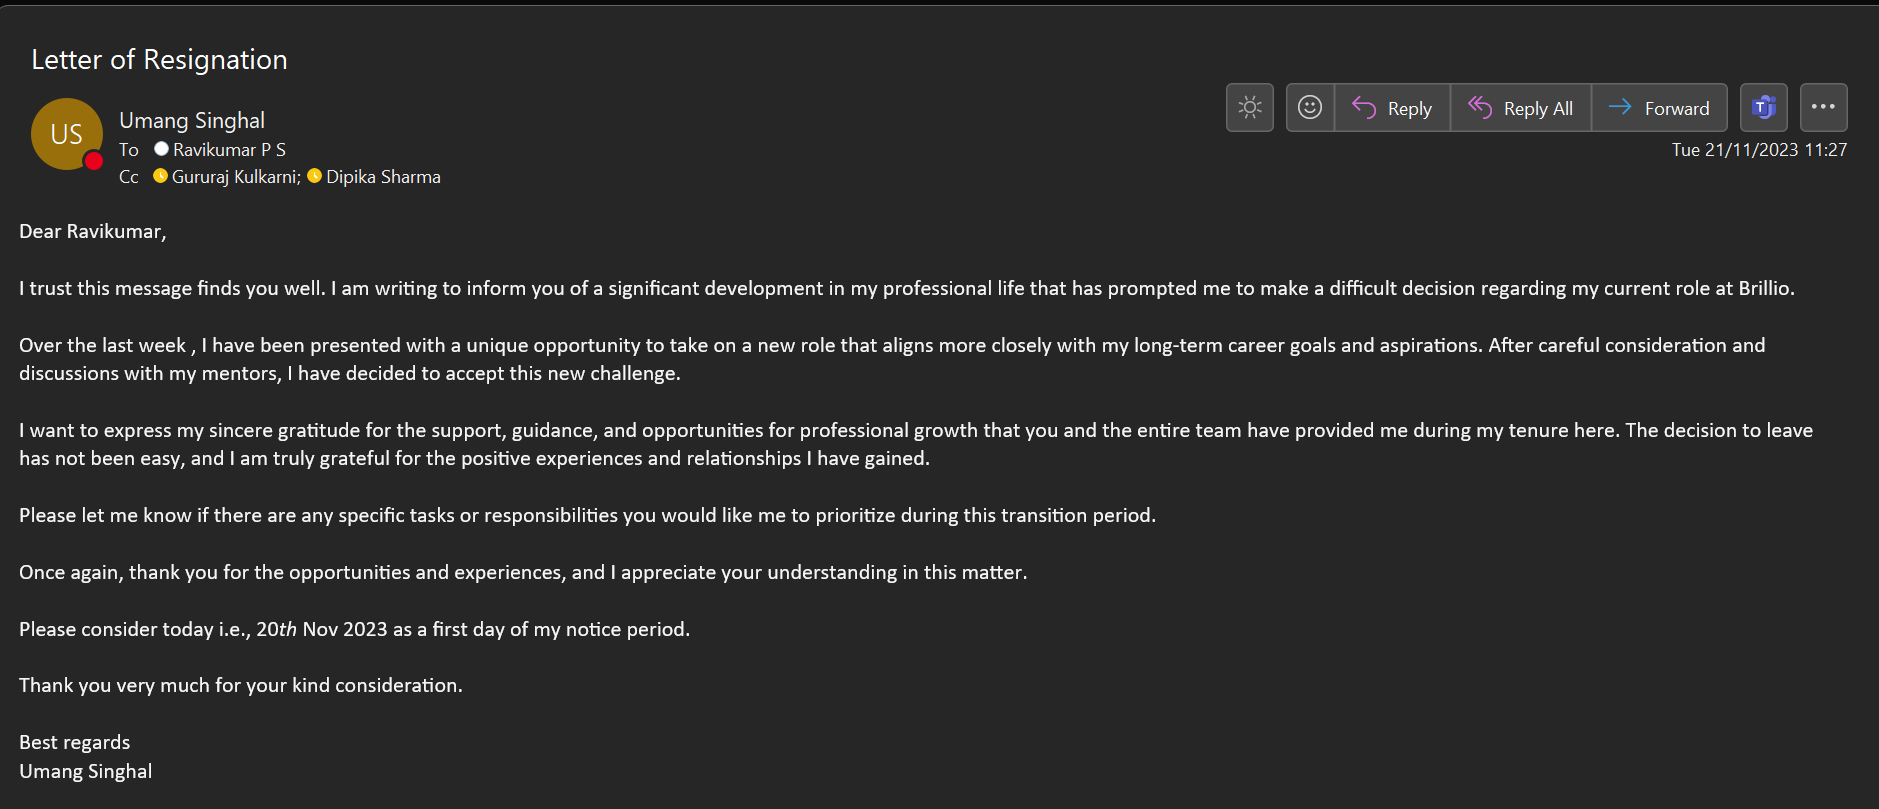 Letter of Resignation
US
Umang Singhal
To Ravikumar P S
Cc Gururaj Kulkarni; Dipika Sharma
Reply
Reply All
Forward
T
Tue 21/11/2023 11:27
Dear Ravikumar,
I trust this message finds you well. I am writing to inform you of a significant development in my professional life that has prompted me to make a difficult decision regarding my current role at Brillio.
Over the last week , I have been presented with a unique opportunity to take on a new role that aligns more closely with my long-term career goals and aspirations. After careful consideration and
discussions with my mentors, I have decided to accept this new challenge.
I want to express my sincere gratitude for the support, guidance, and opportunities for professional growth that you and the entire team have provided me during my tenure here. The decision to leave
has not been easy, and I am truly grateful for the positive experiences and relationships I have gained.
Please let me know if there are any specific tasks or responsibilities you would like me to prioritize during this transition period.
Once again, thank you for the opportunities and experiences, and I appreciate your understanding in this matter.
Please consider today i.e., 20th Nov 2023 as a first day of my notice period.
Thank you very much for your kind consideration.
Best regards
Umang Singhal